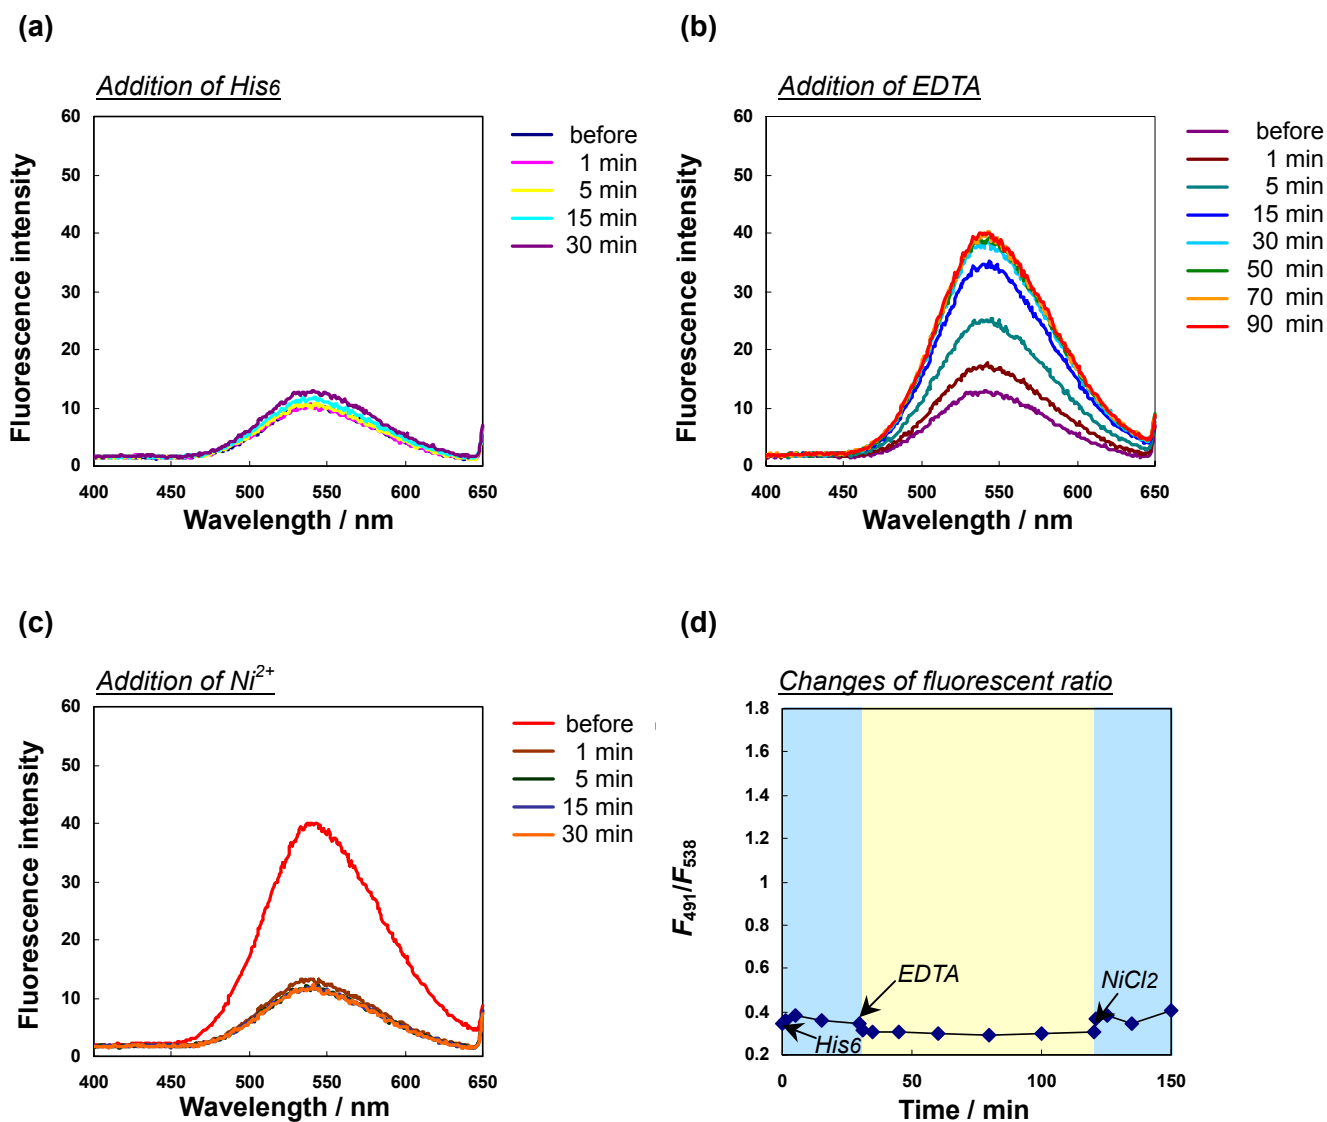 (a)
Addition of His6
Fluorescence intensity
60
50
40
30
20
10
0
400 450 500 550 600 650
Wavelength / nm
before
1 min
5 min
15 min
30 min
(b)
Addition of EDTA
Fluorescence intensity
60
50
40
30
20
10
0
400 450 500 550 600 650
Wavelength / nm
before
1 min
5 min
15 min
30 min
50 min
70 min
90 min
(c)
Addition of Ni2+
Fluorescence intensity
60
50
40
30
20
10
0
400 450 500 550 600 650
Wavelength / nm
before
1 min
5 min
15 min
30 min
(d)
Changes of fluorescent ratio
F491/F538
1.8
1.6
1.4
1.2
1
0.8
0.6
0.4
0.2
EDTA
NiCl2
His6
0 50 100 150
Time / min